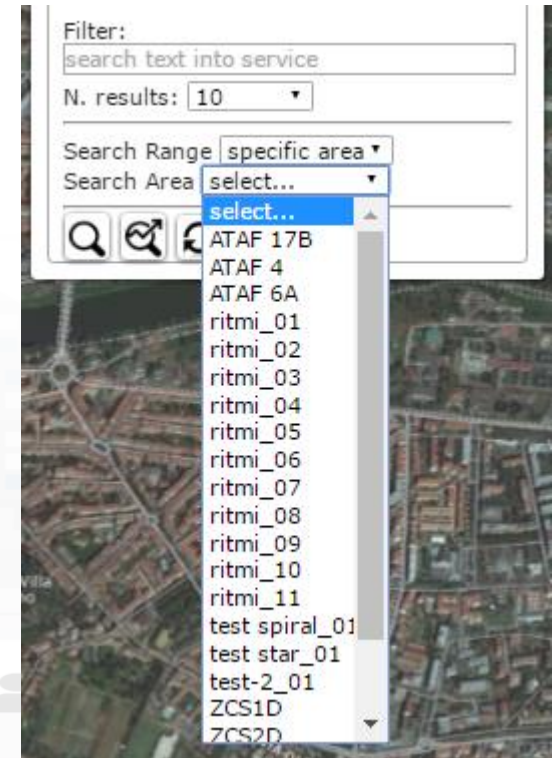 Filter:
search text into service
N. results: 10
Search Range specific area
Search Area select...
select...
ATAF 17B
ATAF 4
ATAF 6A
ritmi_01
ritmi_02
ritmi_03
ritmi_04
ritmi_05
ritmi_06
ritmi_07
ritmi_08
ritmi_09
ritmi_10
ritmi_11
test spiral_01
test star_01
test-2_01
ZCS1D
ZCS2D